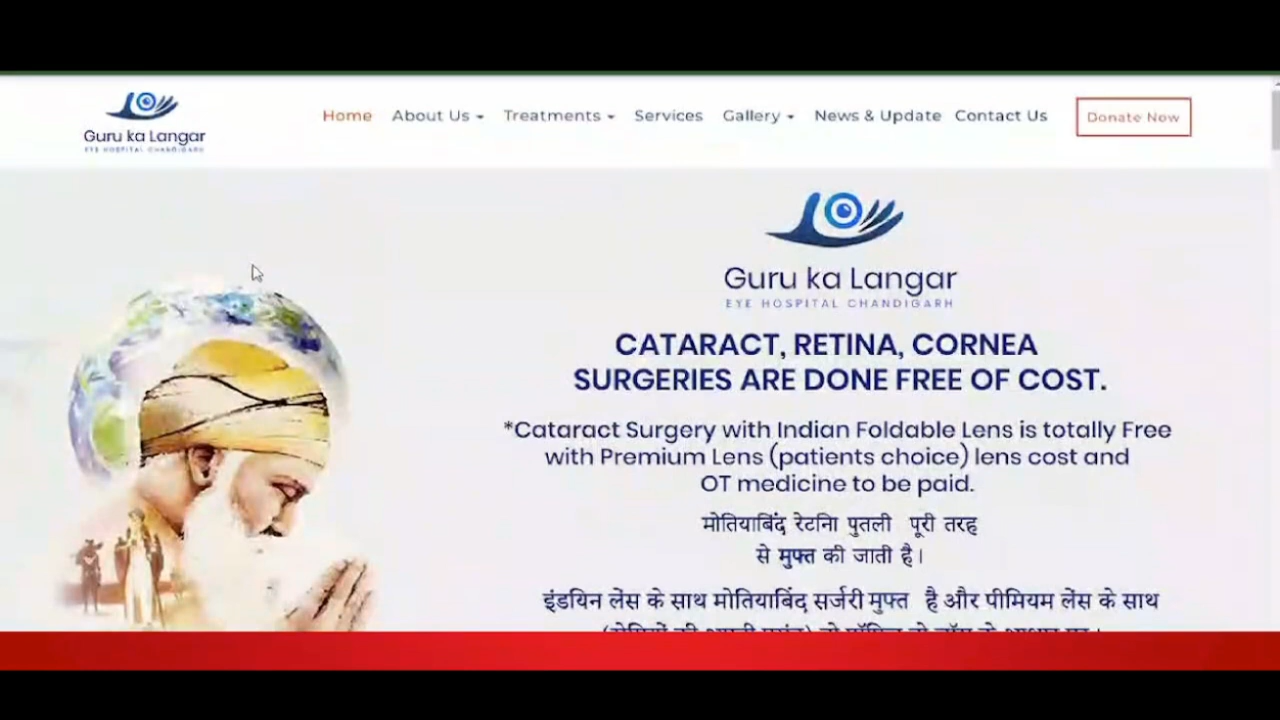 Guru ka Langar
EYE HOSPITAL CHANDIGARH
Home About Us Treatments Services Gallery News & Update Contact Us Donate Now
Guru ka Langar
EYE HOSPITAL CHANDIGARH
CATARACT, RETINA, CORNEA
SURGERIES ARE DONE FREE OF COST.
*Cataract Surgery with Indian Foldable Lens is totally Free
with Premium Lens (patients choice) lens cost and
OT medicine to be paid.
मोतियाबिंद रेटनिा पुतली पूरी तरह
से मुफ्त की जाती है।
इंडयिन लेंस के साथ मोतियाबिंद सर्जरी मुफ्त है और पीमियम लेंस के साथ